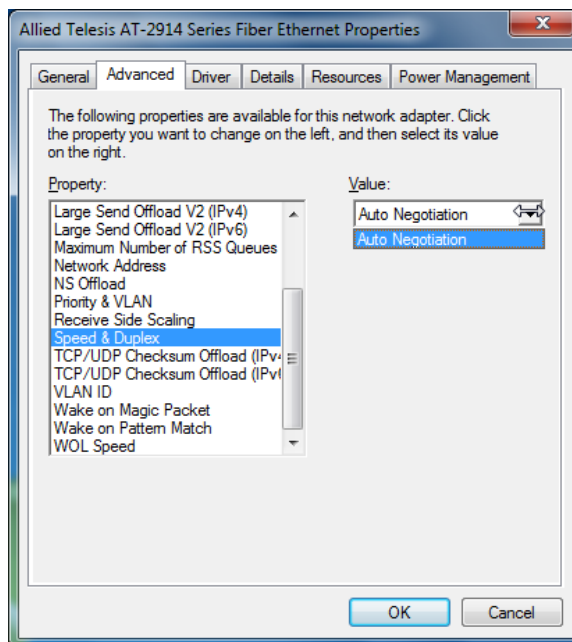 Allied Telesis AT-2914 Series Fiber Ethernet Properties
General Advanced Driver Details Resources Power Management
The following properties are available for this network adapter. Click
the property you want to change on the left, and then select its value
on the right.
Property:
Value:
Large Send Offload V2 (IPv4)
Large Send Offload V2 (IPv6)
Maximum Number of RSS Queues
Network Address
NS Offload
Priority & VLAN
Receive Side Scaling
Speed & Duplex
TCP/UDP Checksum Offload (IPv4
TCP/UDP Checksum Offload (IPv6
VLAN ID
Wake on Magic Packet
Wake on Pattern Match
WOL Speed
Auto Negotiation
Auto Negotiation
OK Cancel